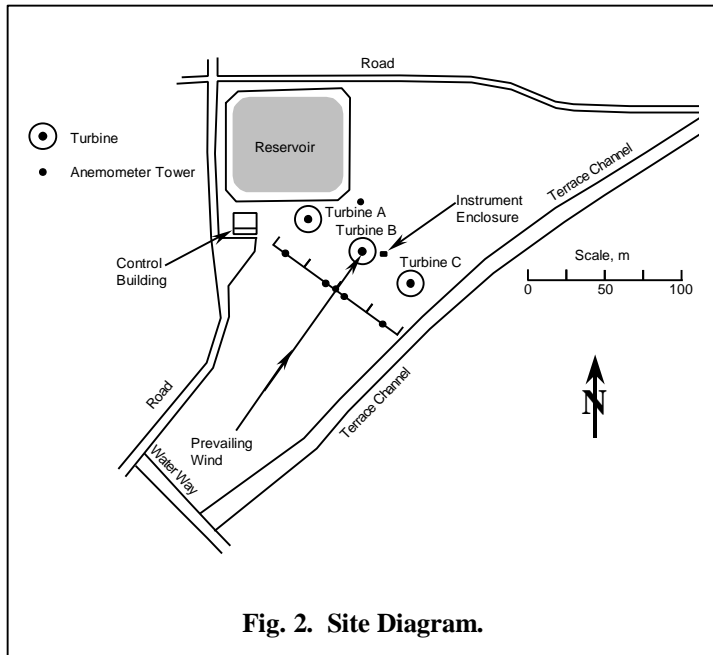 Road
Turbine
Reservoir
Anemometer Tower
Terrace Channel
Instrument
Enclosure
Turbine A
Turbine B
Control
Building
Turbine C
Scale, m
0 50 100
N
Road
Terrace Channel
Prevailing
Wind
Water Way
Fig. 2. Site Diagram.